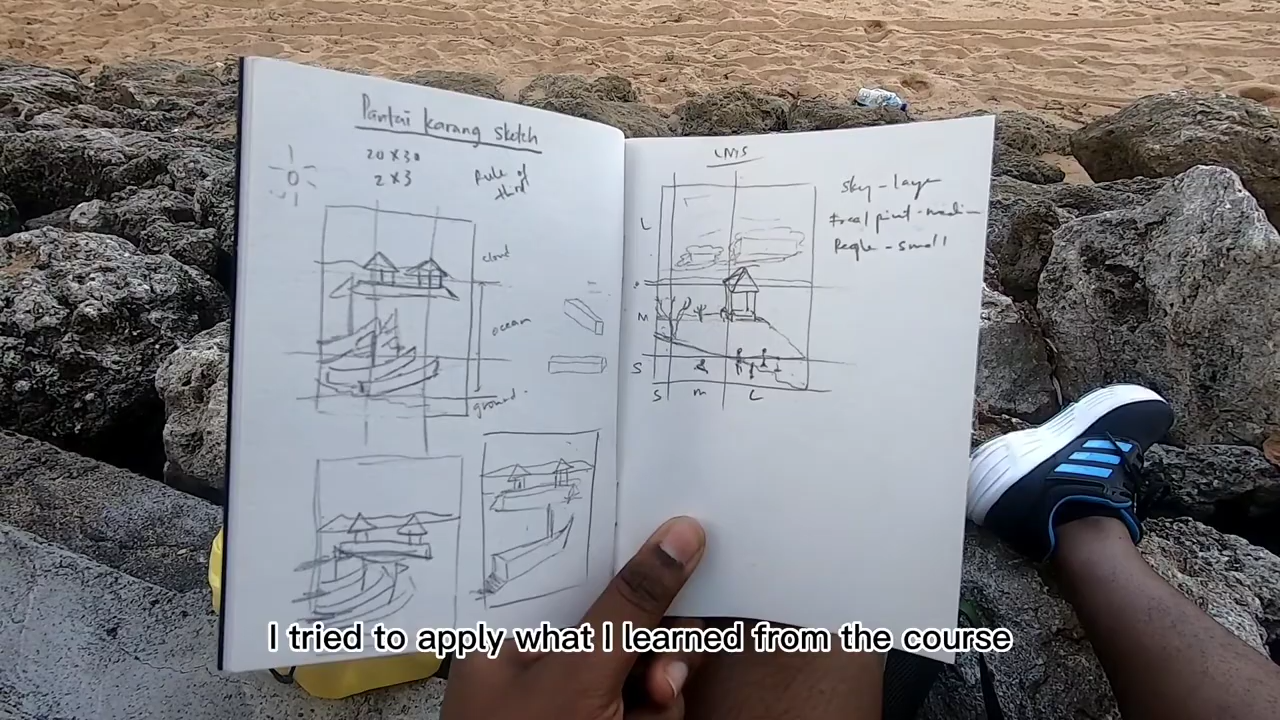 Pantai Karang sketch
20 x 30
2 x 3
Rule of third
cloud
ocean
ground
LMS
L
M
S
S m L
Sky - layer
focal point - medium
People - small
I tried to apply what I learned from the course